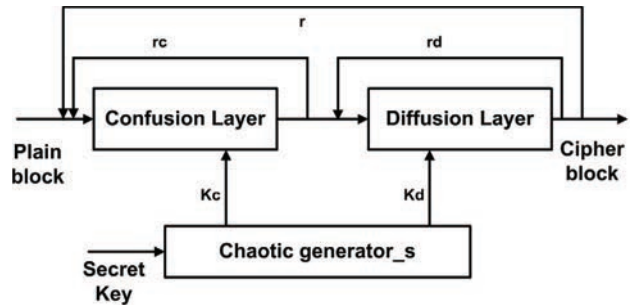 r
rc
rd
Confusion Layer
Diffusion Layer
Plain
block
Cipher
block
Kc
Kd
Chaotic generator_s
Secret
Key